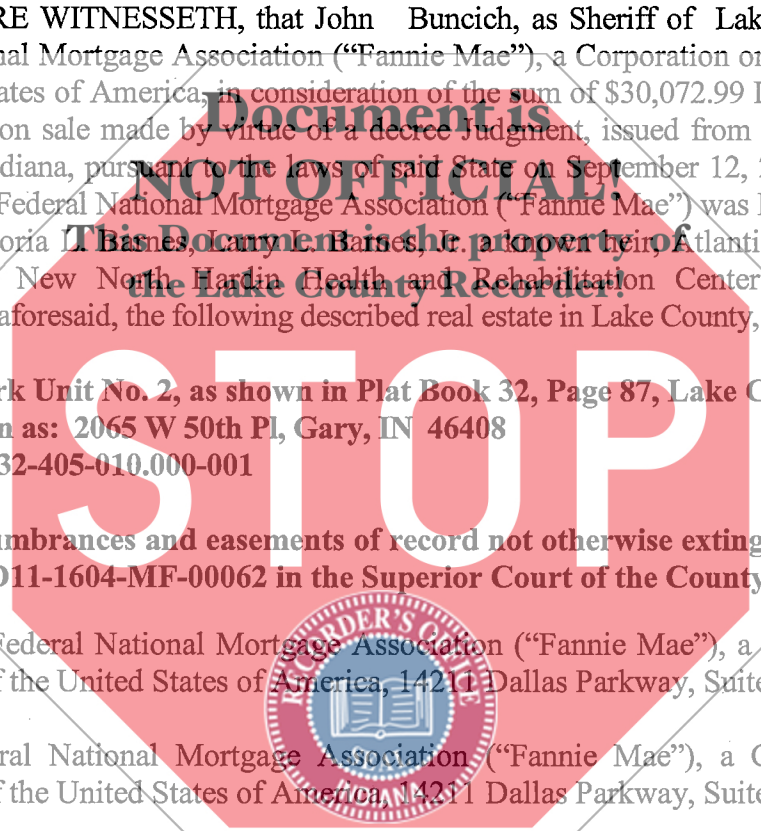 RE WITNESSETH, that John Buncich, as Sheriff of Lak
nal Mortgage Association ("Fannie Mae"), a Corporation or
ates of America, in consideration of the sum of $30,072.99 
Document is
on sale made by virtue of a decree Judgment, issued from
diana, pursuant to the laws of said State on September 12,
NOT OFFICIAL!
Federal National Mortgage Association ("Fannie Mae") was
oria L. Barnes, Larry L. Barnes, Jr. a known heir, Atlanti
This Document is the property of
New North Hardin Health and Rehabilitation Center
the Lake County Recorder!
aforesaid, the following described real estate in Lake County,
STOP
rk Unit No. 2, as shown in Plat Book 32, Page 87, Lake C
n as: 2065 W 50th Pl, Gary, IN 46408
32-405-010.000-001
umbrances and easements of record not otherwise exting
D11-1604-MF-00062 in the Superior Court of the County
RECORDER'S OFFICE
Federal National Mortgage Association ("Fannie Mae"), a
f the United States of America, 14211 Dallas Parkway, Suite
ral National Mortgage Association ("Fannie Mae"), a C
f the United States of America, 14211 Dallas Parkway, Suite